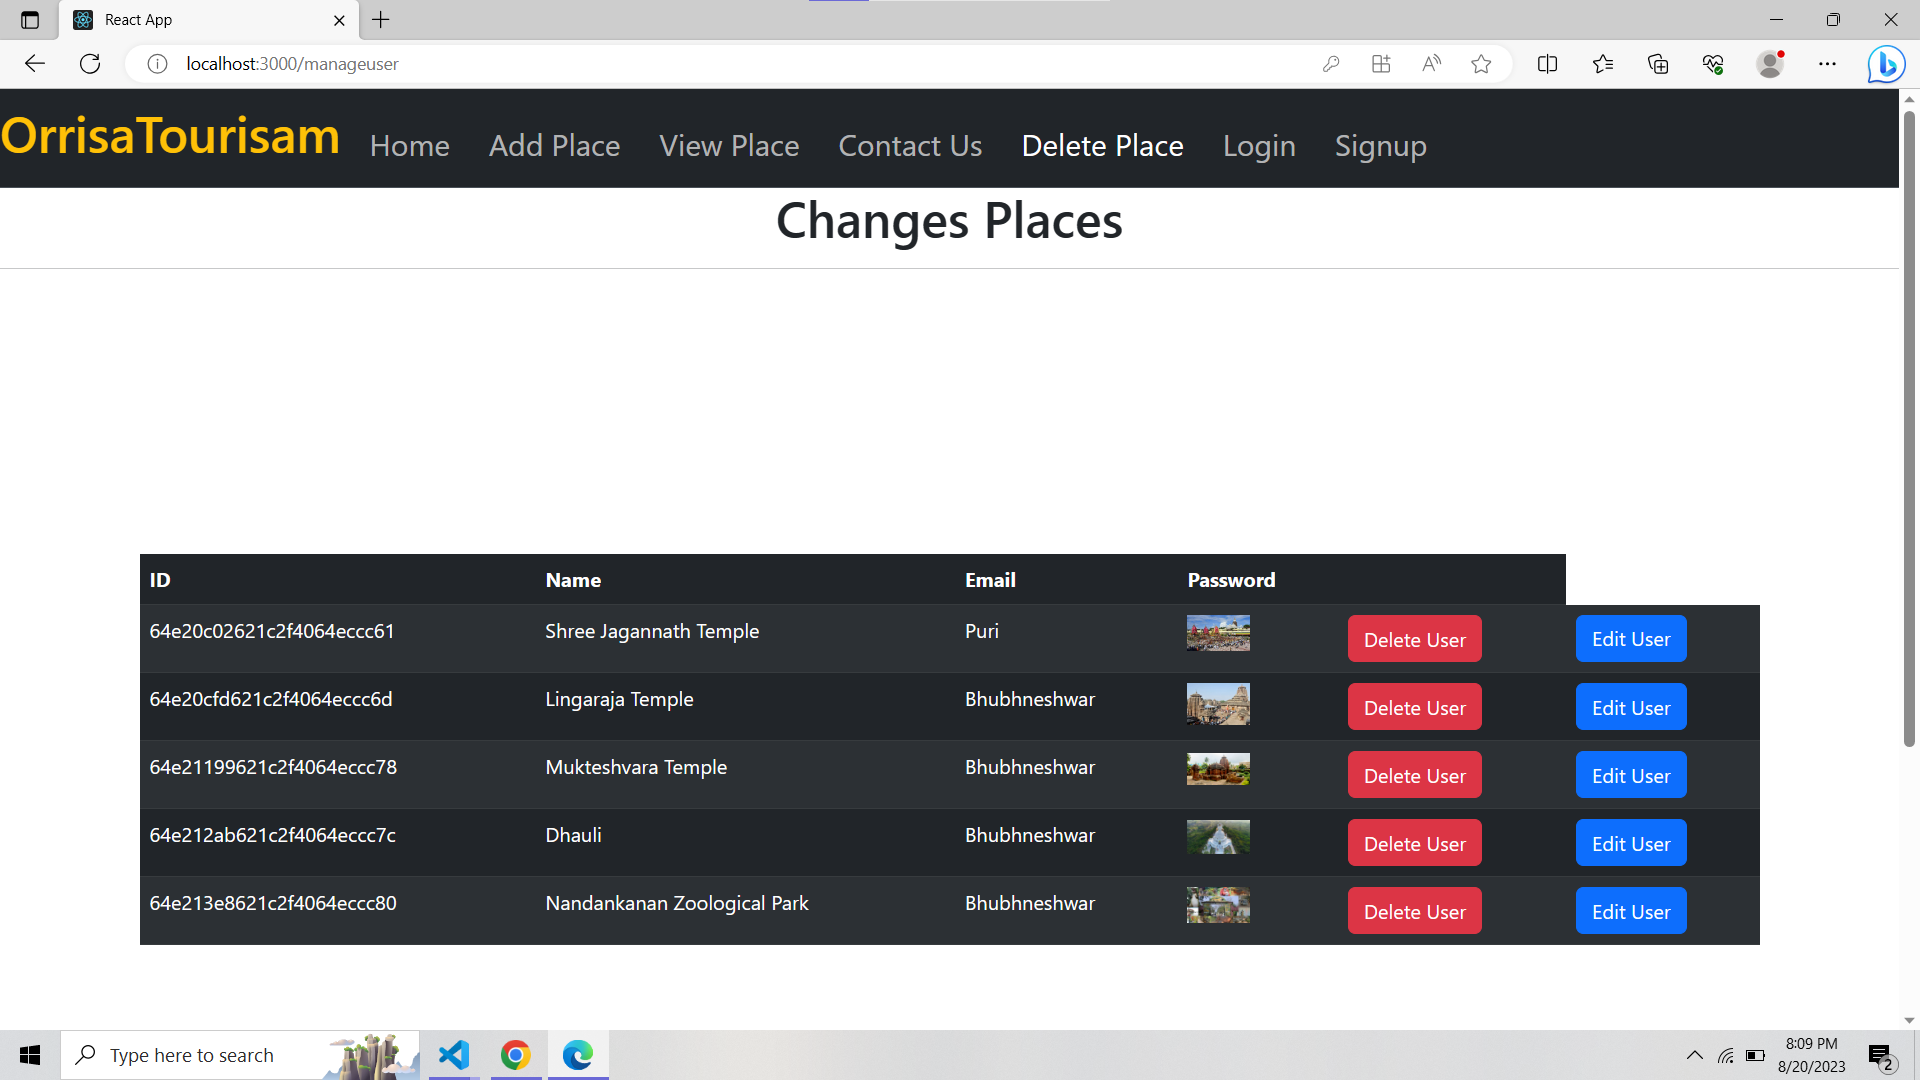 React App
localhost:3000/manageuser
OrrisaTourisam Home Add Place View Place Contact Us Delete Place Login Signup
Changes Places
ID Name Email Password
64e20c02621c2f4064eccc61 Shree Jagannath Temple Puri Delete User Edit User
64e20cfd621c2f4064eccc6d Lingaraja Temple Bhubhneshwar Delete User Edit User
64e21199621c2f4064eccc78 Mukteshvara Temple Bhubhneshwar Delete User Edit User
64e212ab621c2f4064eccc7c Dhauli Bhubhneshwar Delete User Edit User
64e213e8621c2f4064eccc80 Nandankanan Zoological Park Bhubhneshwar Delete User Edit User
Type here to search
8:09 PM
8/20/2023
2